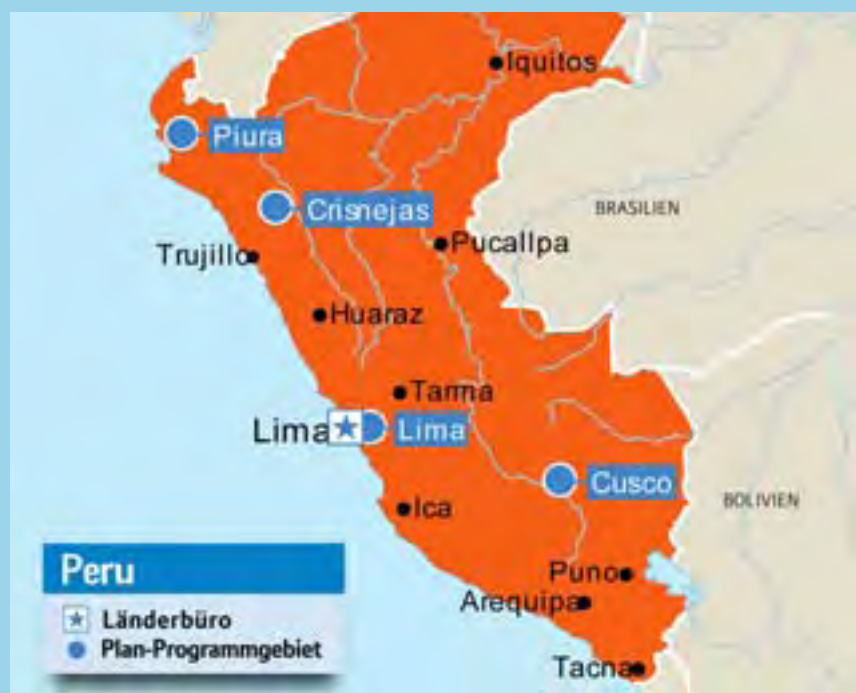 Iquitos
Piura
Crisnejas
BRASILIEN
Pucallpa
Trujillo
Huaraz
Tarma
Lima
Lima
Cusco
BOLIVIEN
Ica
Puno
Arequipa
Tacna
Peru
Länderbüro
Plan-Programmgebiet